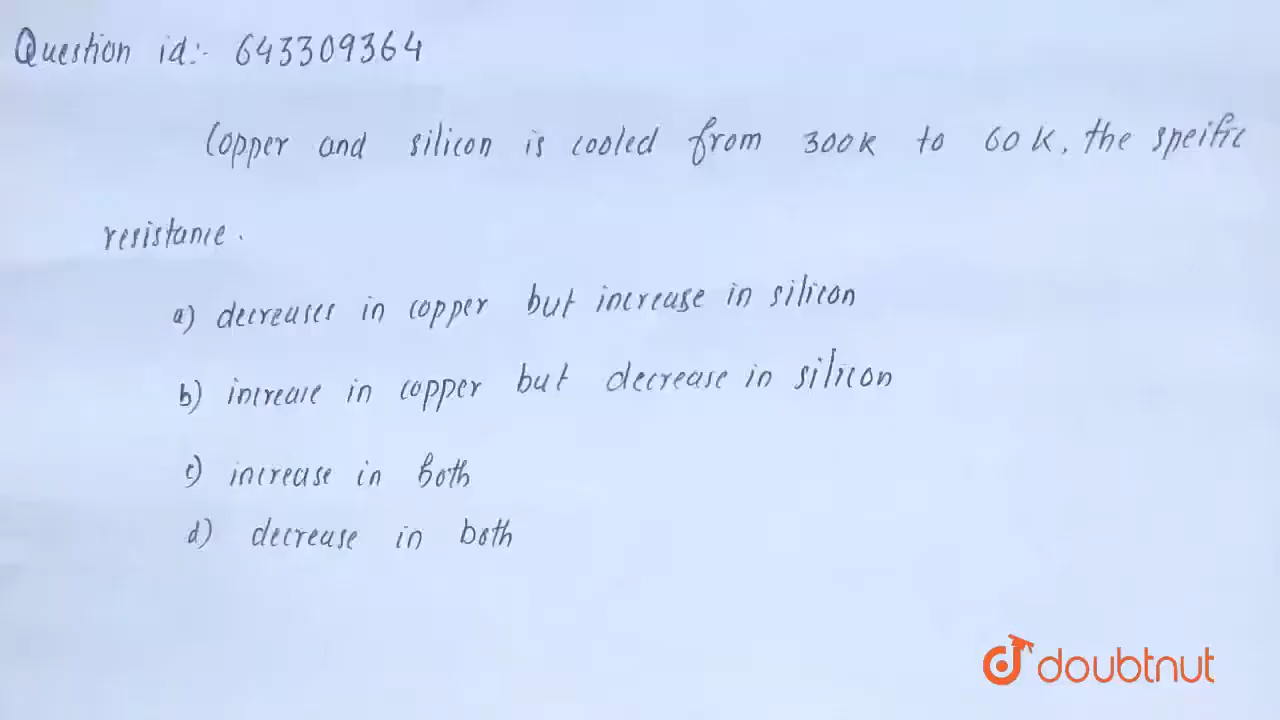 Question id:- 643309364
Copper and silicon is cooled from 300K to 60K, the speific
resistance.
a) decreases in copper but increase in silicon
b) increase in copper but decrease in silicon
c) increase in both
d) decrease in both
doubtnut